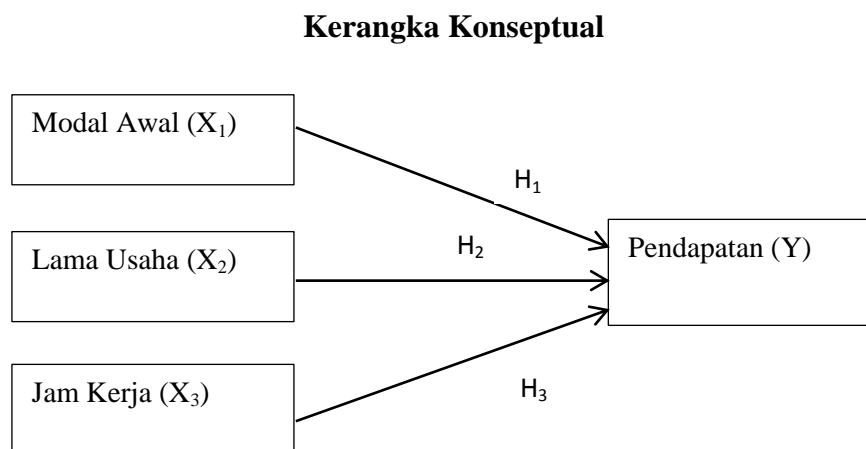 Kerangka Konseptual
Modal Awal (X₁)
H₁
Lama Usaha (X₂)
H₂
Pendapatan (Y)
Jam Kerja (X₃)
H₃